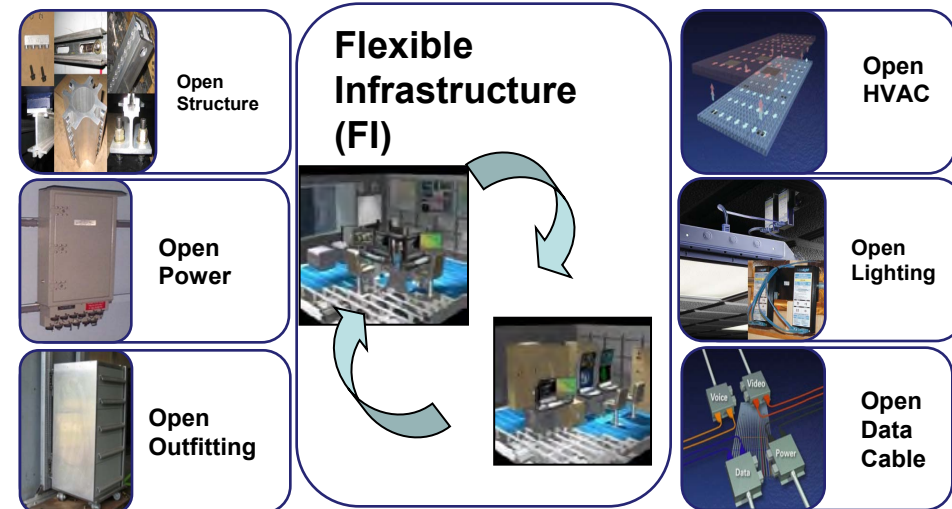 Open
Structure
Open
Power
Open
Outfitting
Flexible
Infrastructure
(FI)
Open
HVAC
Open
Lighting
Open
Data
Cable
Voice
Video
Data
Power